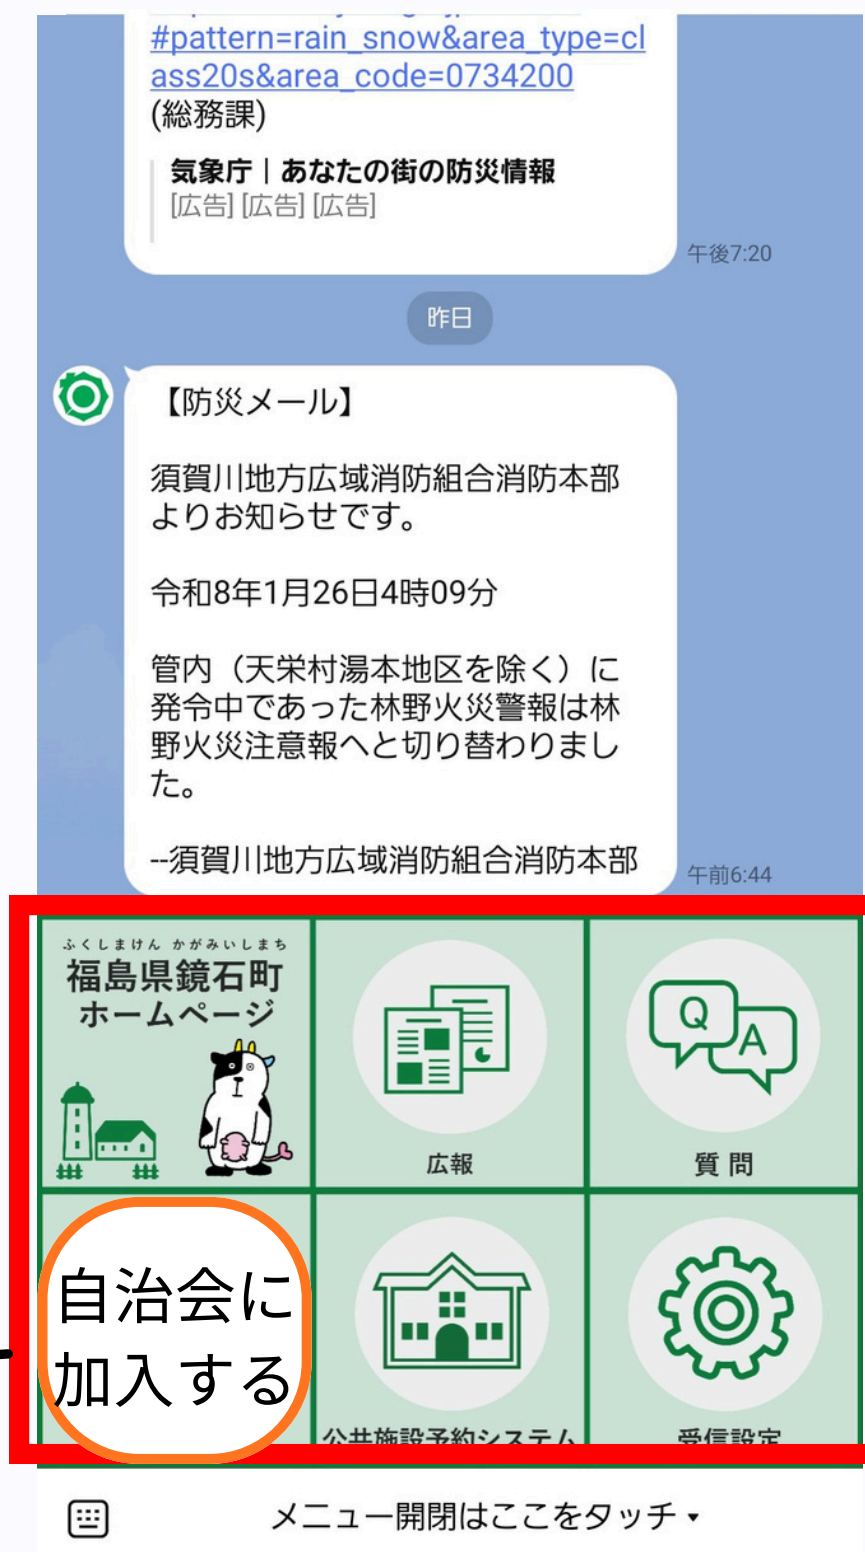 #pattern=rain_snow&area_type=cl
ass20s&area_code=0734200
(総務課)
気象庁｜あなたの街の防災情報
[広告] [広告] [広告]
午後7:20
昨日
【防災メール】
須賀川地方広域消防組合消防本部
よりお知らせです。
令和8年1月26日4時09分
管内（天栄村湯本地区を除く）に
発令中であった林野火災警報は林
野火災注意報へと切り替わりまし
た。
--須賀川地方広域消防組合消防本部
午前6:44
ふくしまけん かがみいしまち
福島県鏡石町
ホームページ
Q
A
広報
質問
自治会に
加入する
公共施設予約システム
受信設定
メニュー開閉はここをタッチ▾